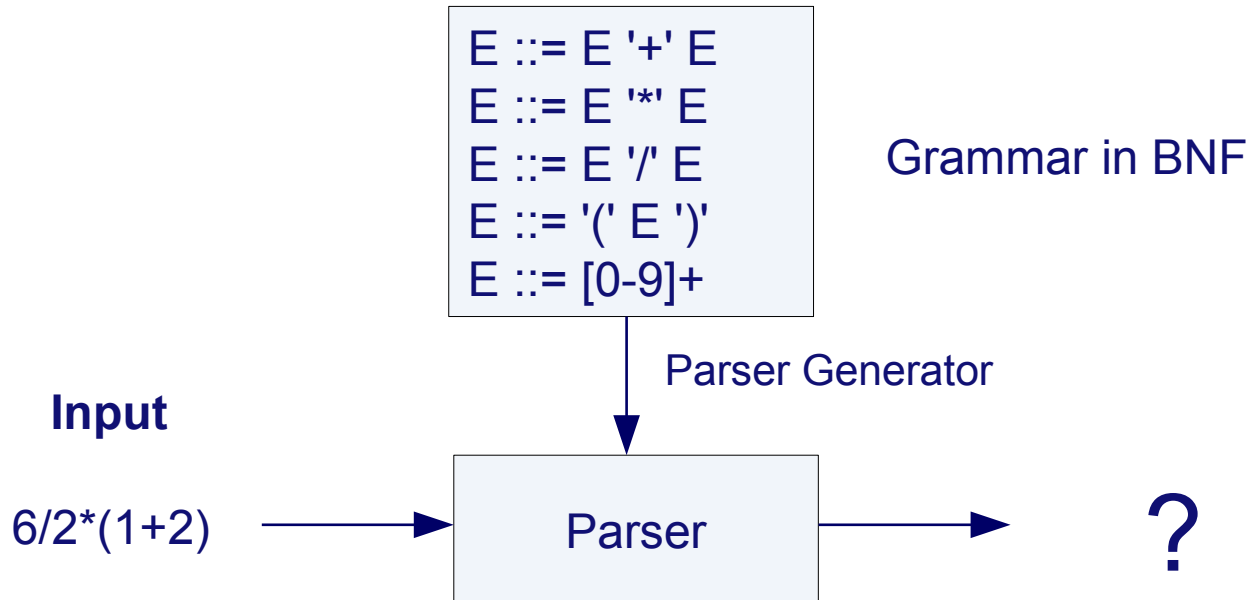 E ::= E '+' E
E ::= E '*' E
E ::= E '/' E
E ::= '(' E ')'
E ::= [0-9]+
Grammar in BNF
Parser Generator
Input
6/2*(1+2)
Parser
?